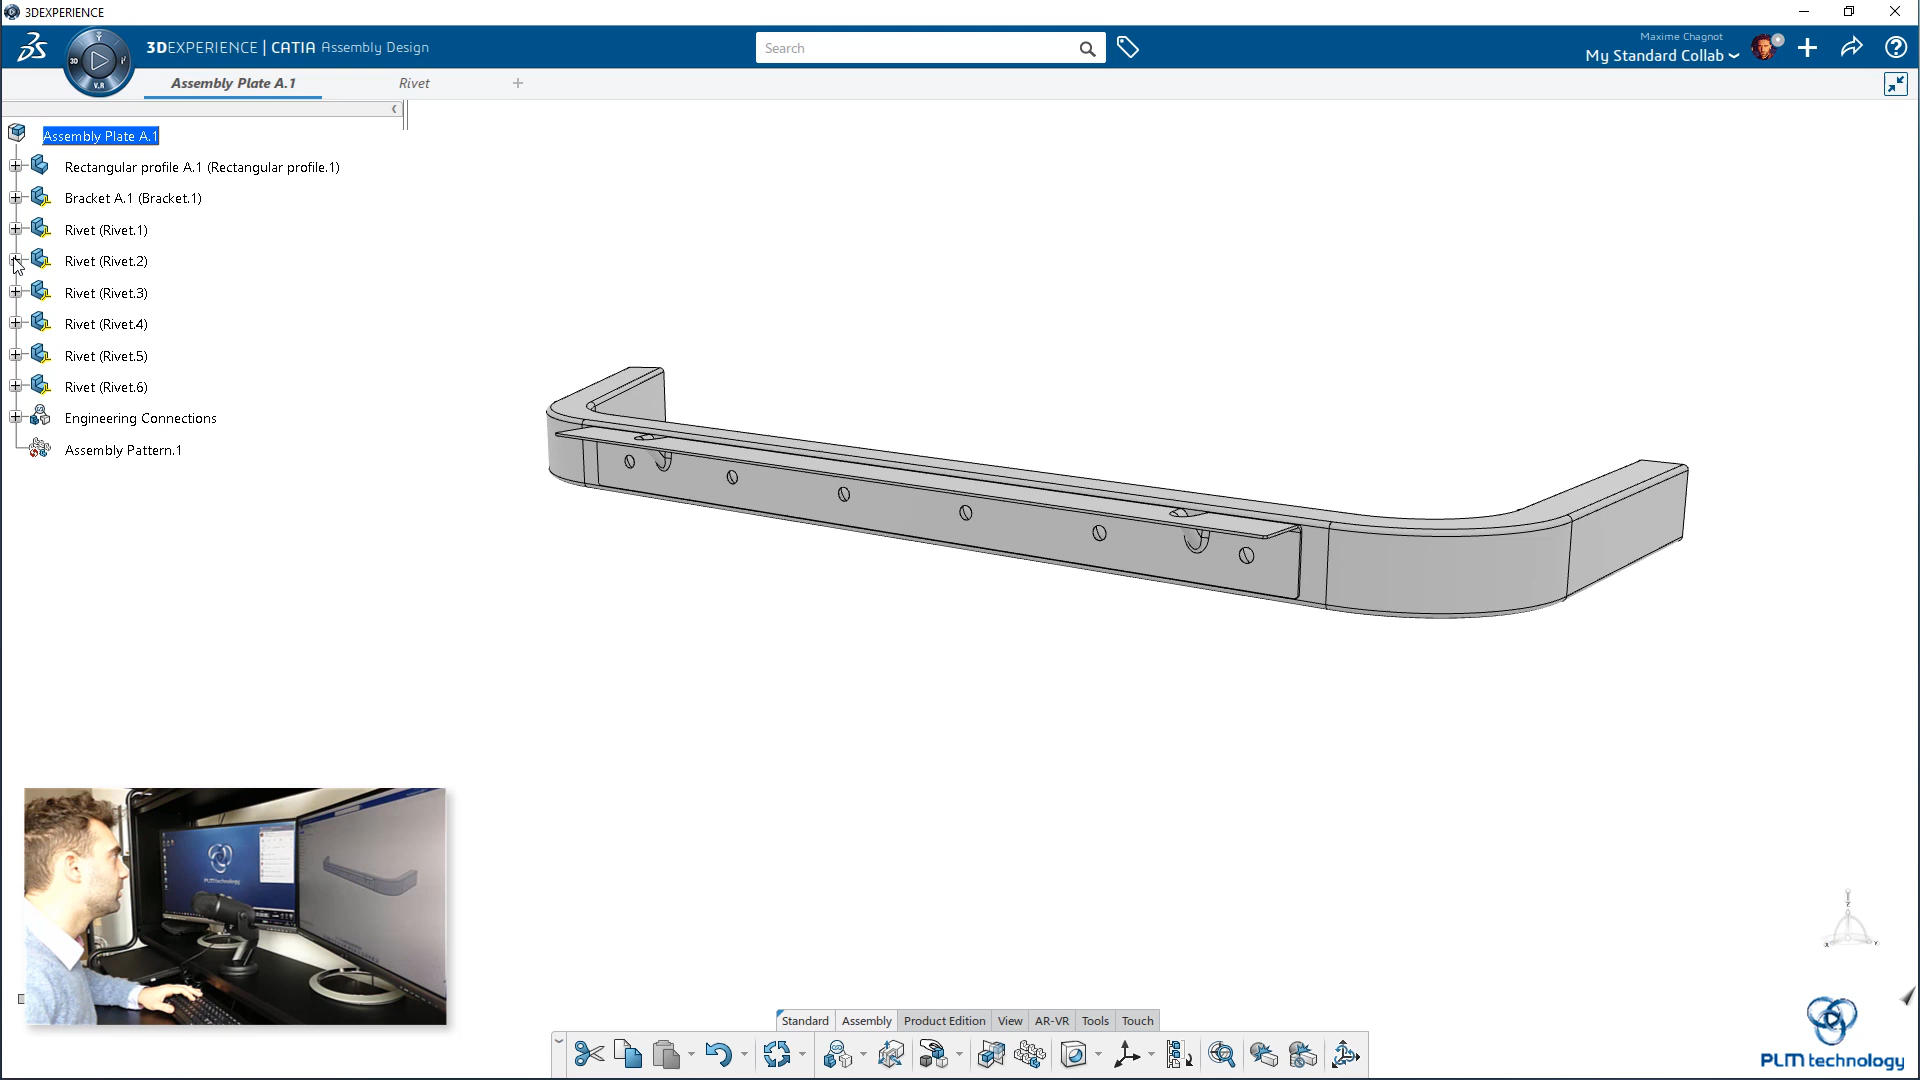 3DEXPERIENCE
3DEXPERIENCE | CATIA Assembly Design
Search
Maxime Chagnot
My Standard Collab
3D
V.R
Assembly Plate A.1
Rivet
Assembly Plate A.1
Rectangular profile A.1 (Rectangular profile.1)
Bracket A.1 (Bracket.1)
Rivet (Rivet.1)
Rivet (Rivet.2)
Rivet (Rivet.3)
Rivet (Rivet.4)
Rivet (Rivet.5)
Rivet (Rivet.6)
Engineering Connections
Assembly Pattern.1
PLM technology
Standard
Assembly
Product Edition
View
AR-VR
Tools
Touch
PLM technology